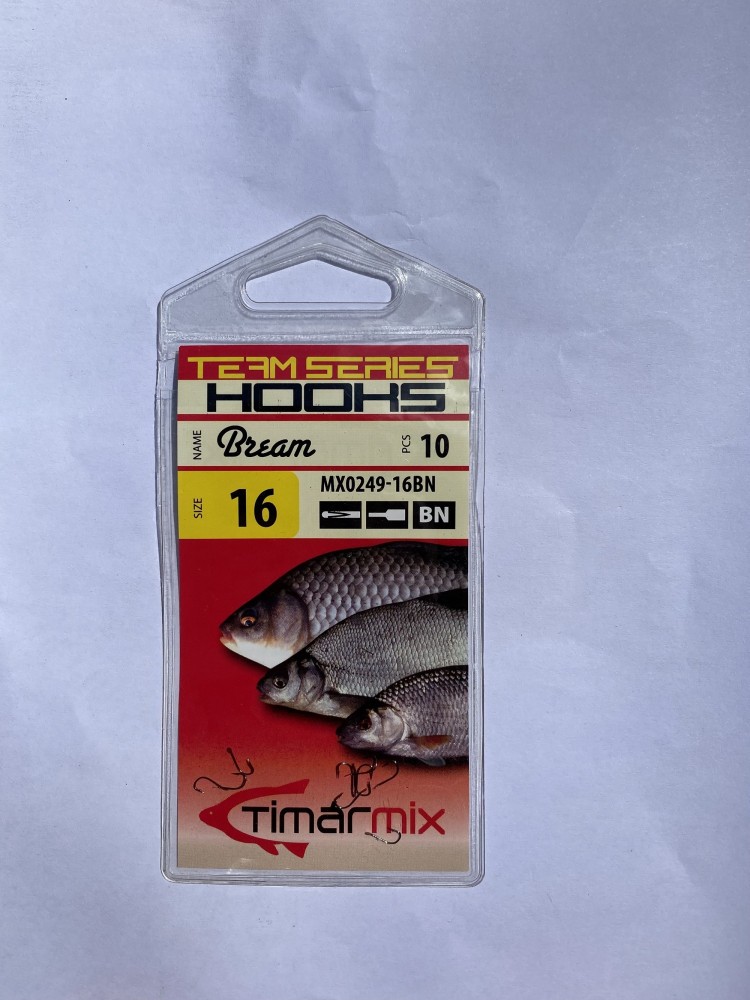 TEAM SERIES
HOOKS
NAME Bream PCS 10
SIZE 16 MX0249-16BN
BN
Timarmix